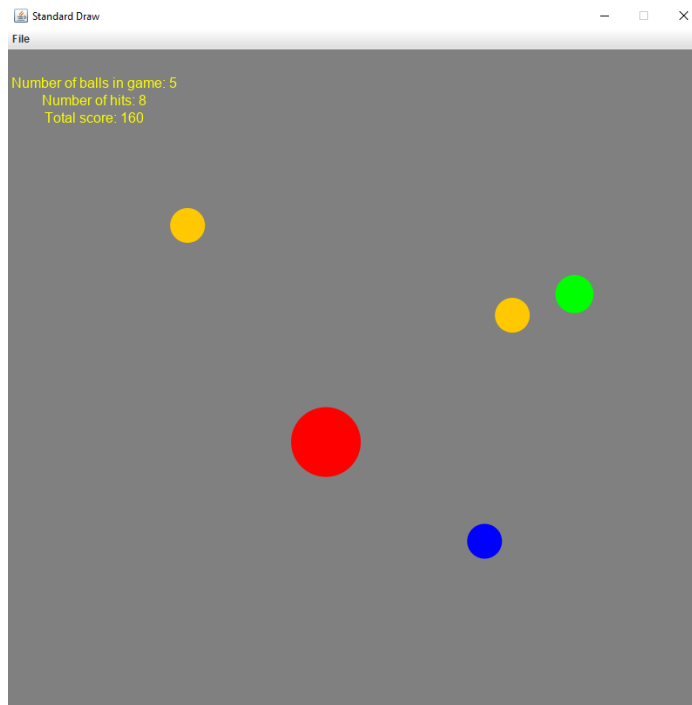 Standard Draw
File
Number of balls in game: 5
Number of hits: 8
Total score: 160